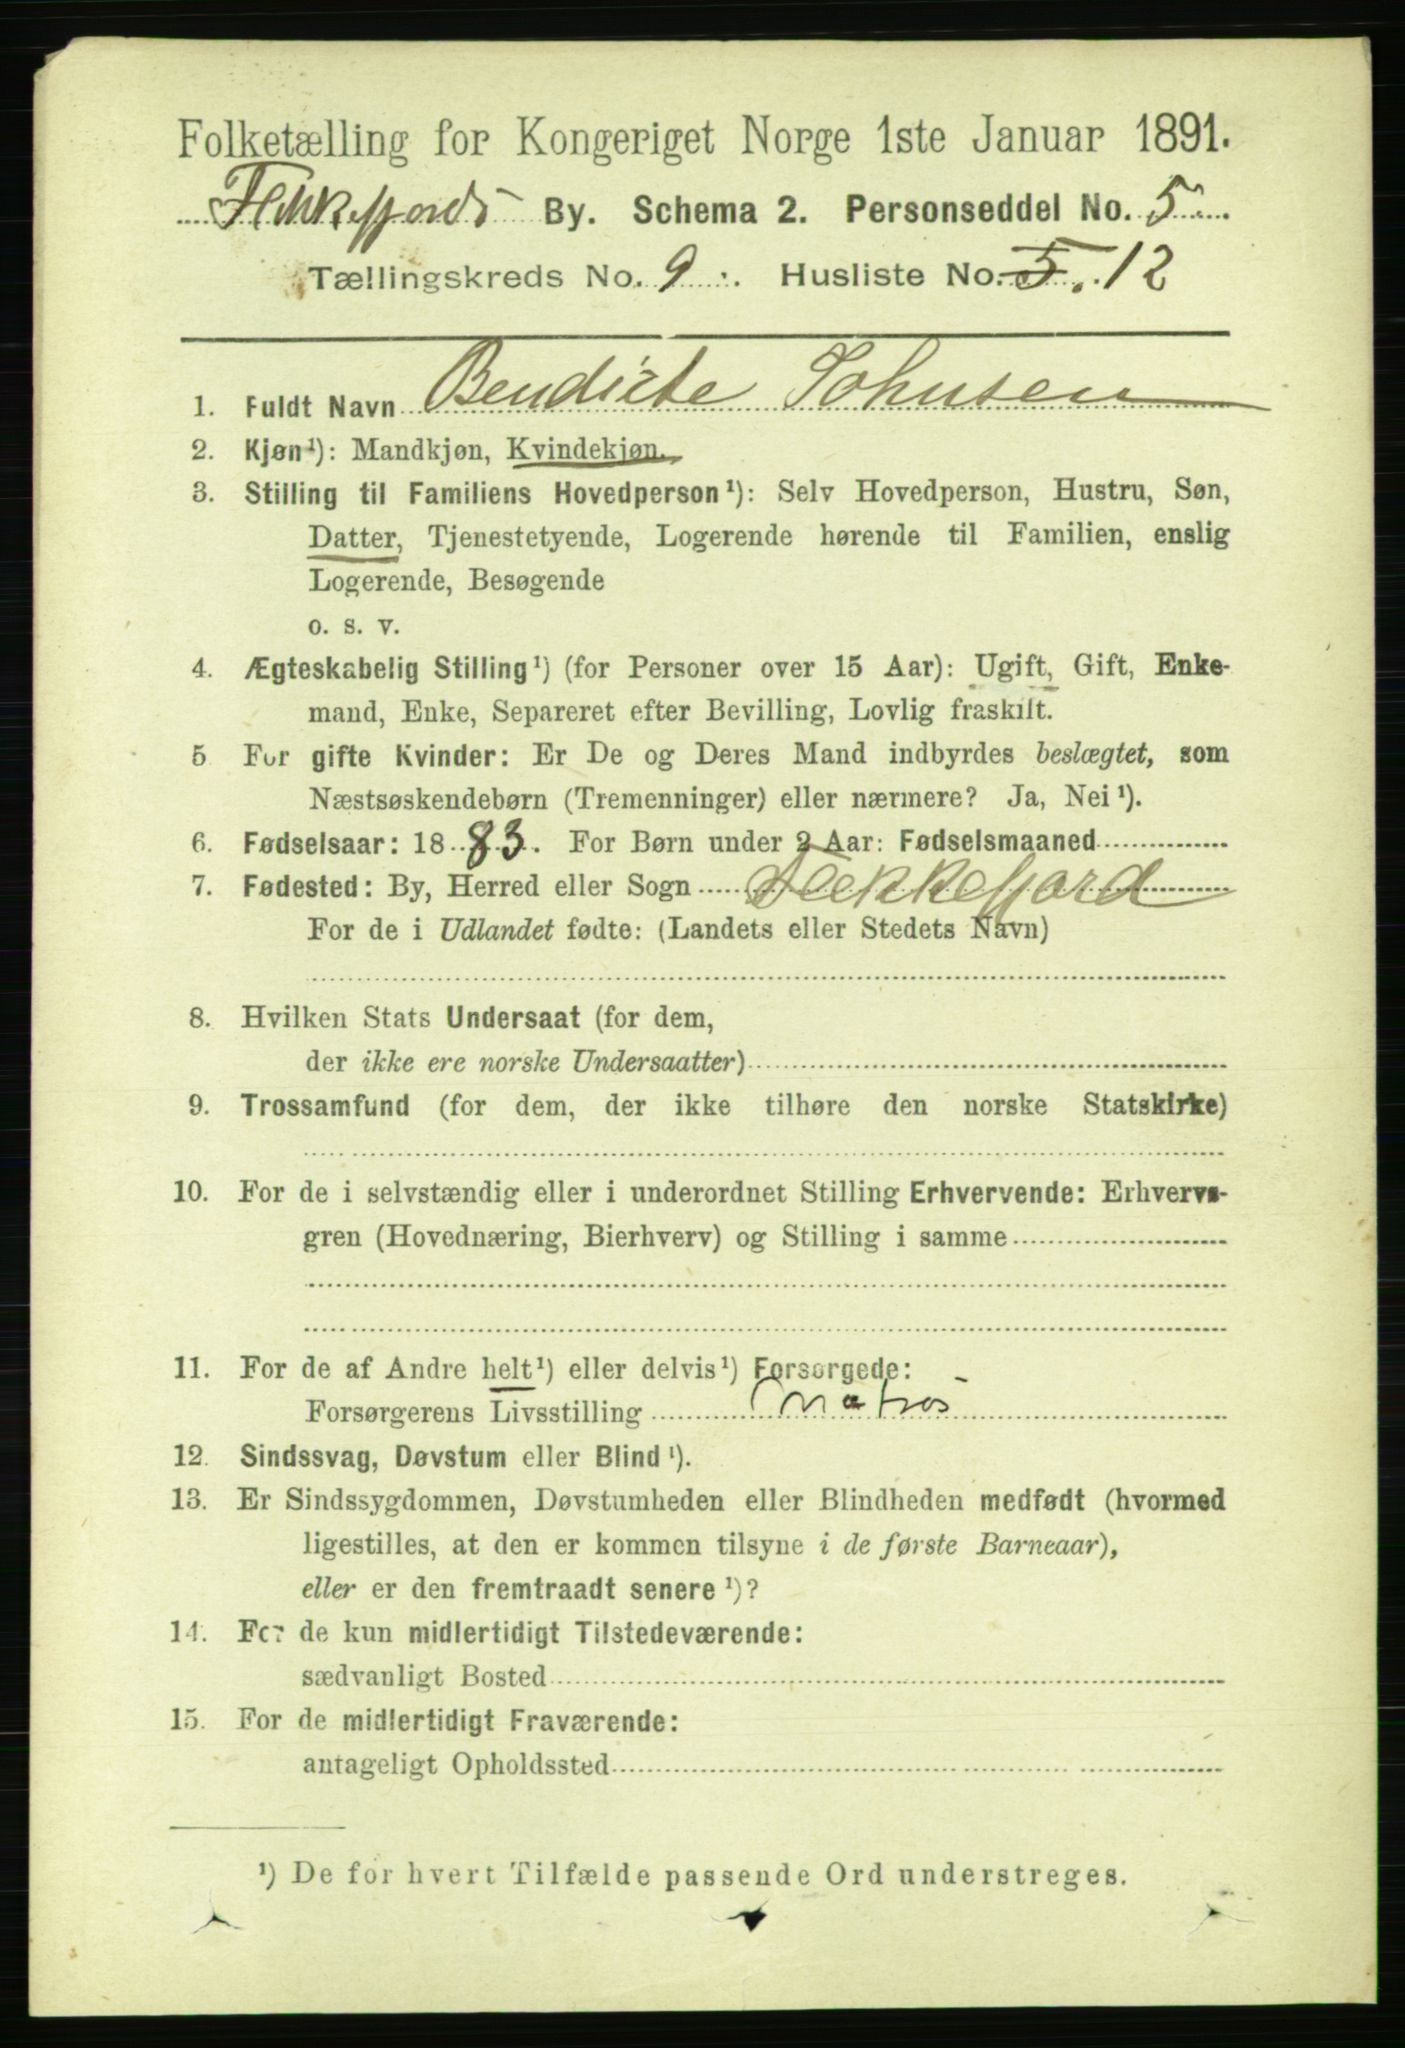 Folketælling for Kongeriget Norge 1ste Januar 1891.
Flekkefjords By. Schema 2. Personseddel No. 5.
Tællingskreds No. 9. Husliste No. 5. 12
1. Fuldt Navn Bendicte Johnsen
2. Kjøn¹): Mandkjøn, Kvindekjøn.
3. Stilling til Familiens Hovedperson¹): Selv Hovedperson, Hustru, Søn,
Datter, Tjenestetyende, Logerende hørende til Familien, enslig
Logerende, Besøgende
o. s. v.
4. Ægteskabelig Stilling¹) (for Personer over 15 Aar): Ugift, Gift, Enke-
mand, Enke, Separeret efter Bevilling, Lovlig fraskilt.
5 For gifte Kvinder: Er De og Deres Mand indbyrdes beslægtet, som
Næstsøskendebørn (Tremenninger) eller nærmere? Ja, Nei¹).
6. Fødselsaar: 1883. For Børn under 2 Aar: Fødselsmaaned
7. Fødested: By, Herred eller Sogn Flekkefjord
For de i Udlandet fødte: (Landets eller Stedets Navn)
8. Hvilken Stats Undersaat (for dem,
der ikke ere norske Undersaatter)
9. Trossamfund (for dem, der ikke tilhøre den norske Statskirke)
10. For de i selvstændig eller i underordnet Stilling Erhvervende: Erhvervs-
gren (Hovednæring, Bierhverv) og Stilling i samme
11. For de af Andre helt¹) eller delvis¹) Forsørgede:
Forsørgerens Livsstilling Matros
12. Sindssvag, Døvstum eller Blind¹).
13. Er Sindssygdommen, Døvstumheden eller Blindheden medfødt (hvormed
ligestilles, at den er kommen tilsyne i de første Barneaar),
eller er den fremtraadt senere¹)?
14. For de kun midlertidigt Tilstedeværende:
sædvanligt Bosted
15. For de midlertidigt Fraværende:
antageligt Opholdssted
¹) De for hvert Tilfælde passende Ord understreges.